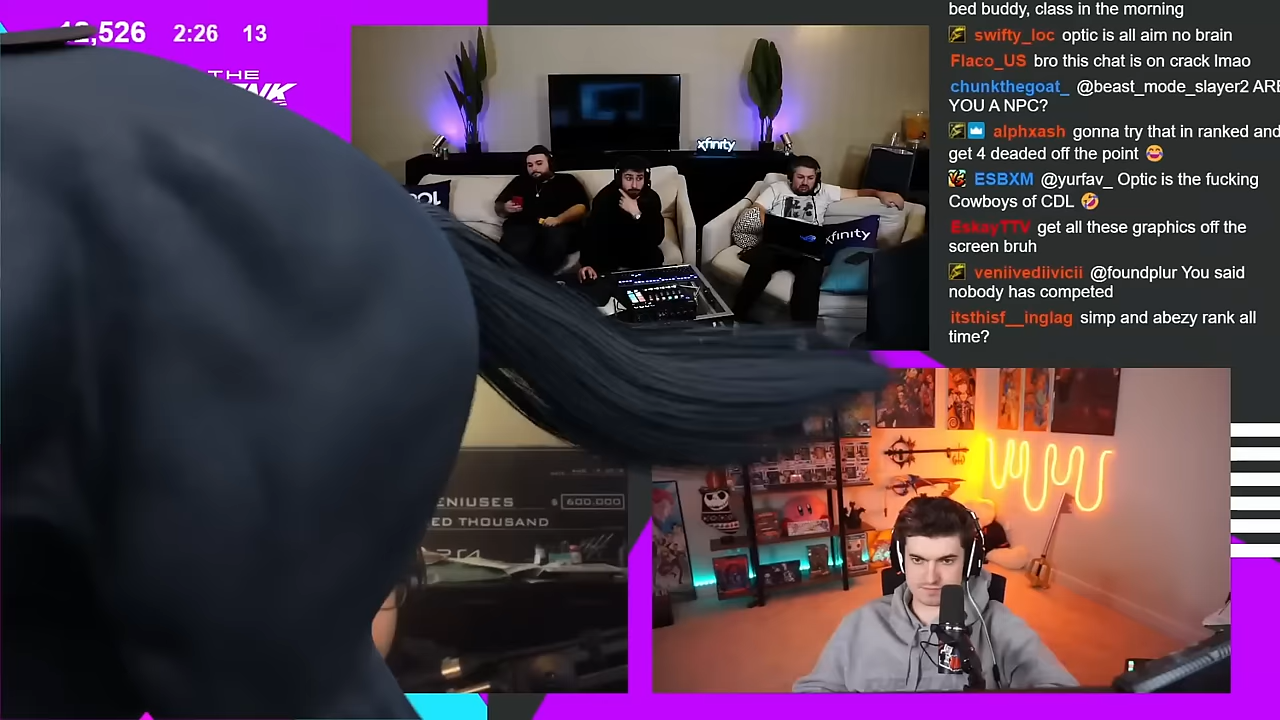 12,526 2:26 13
THE
xfinity
xfinity
ENIUSES $ 600.000
ED THOUSAND
bed buddy, class in the morning
swifty_loc optic is all aim no brain
Flaco_US bro this chat is on crack lmao
chunkthegoat_ @beast_mode_slayer2 ARE
YOU A NPC?
alphxash gonna try that in ranked and
get 4 deaded off the point 😂
ESBXM @yurfav_ Optic is the fucking
Cowboys of CDL 🤣
EskayTTV get all these graphics off the
screen bruh
veniivediivicii @foundplur You said
nobody has competed
itsthisf__inglag simp and abezy rank all
time?